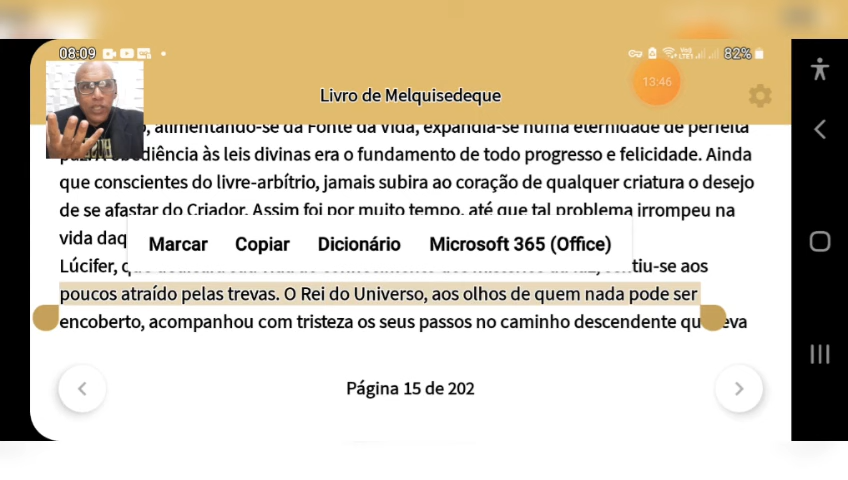 08:09
82%
13:46
Livro de Melquisedeque
alimentando-se da Fonte da Vida, expandia-se numa eternidade de perfeita
obediência às leis divinas era o fundamento de todo progresso e felicidade. Ainda
que conscientes do livre-arbítrio, jamais subira ao coração de qualquer criatura o desejo
de se afastar do Criador. Assim foi por muito tempo, até que tal problema irrompeu na
vida
Marcar Copiar Dicionário Microsoft 365 (Office)
Lúcifer, sentiu-se aos
poucos atraído pelas trevas. O Rei do Universo, aos olhos de quem nada pode ser
encoberto, acompanhou com tristeza os seus passos no caminho descendente que leva
Página 15 de 202